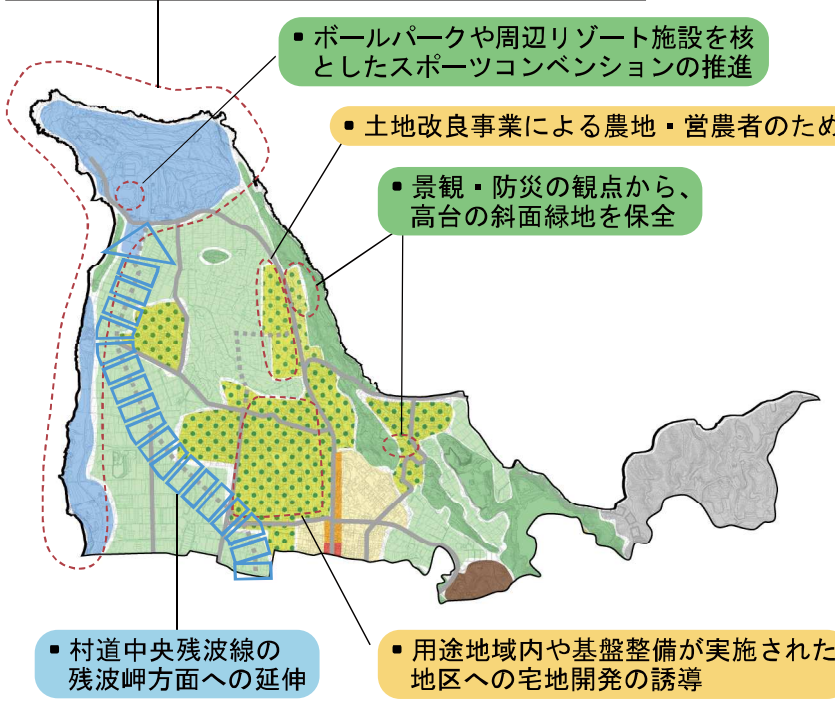 ▪ ボールパークや周辺リゾート施設を核
としたスポーツコンベンションの推進
▪ 土地改良事業による農地・営農者のため
▪ 景観・防災の観点から、
高台の斜面緑地を保全
▪ 村道中央残波線の
残波岬方面への延伸
▪ 用途地域内や基盤整備が実施された
地区への宅地開発の誘導